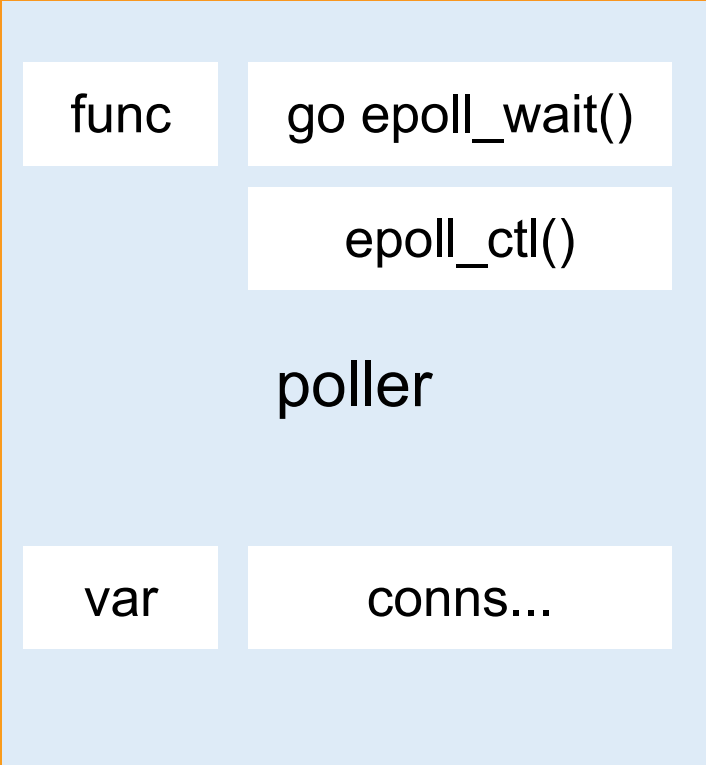 func
go epoll_wait()
epoll_ctl()
poller
var
conns...